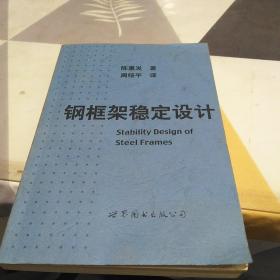 陈惠发 著
周绥平 译
钢框架稳定设计
Stability Design of
Steel Frames
世界图书出版公司